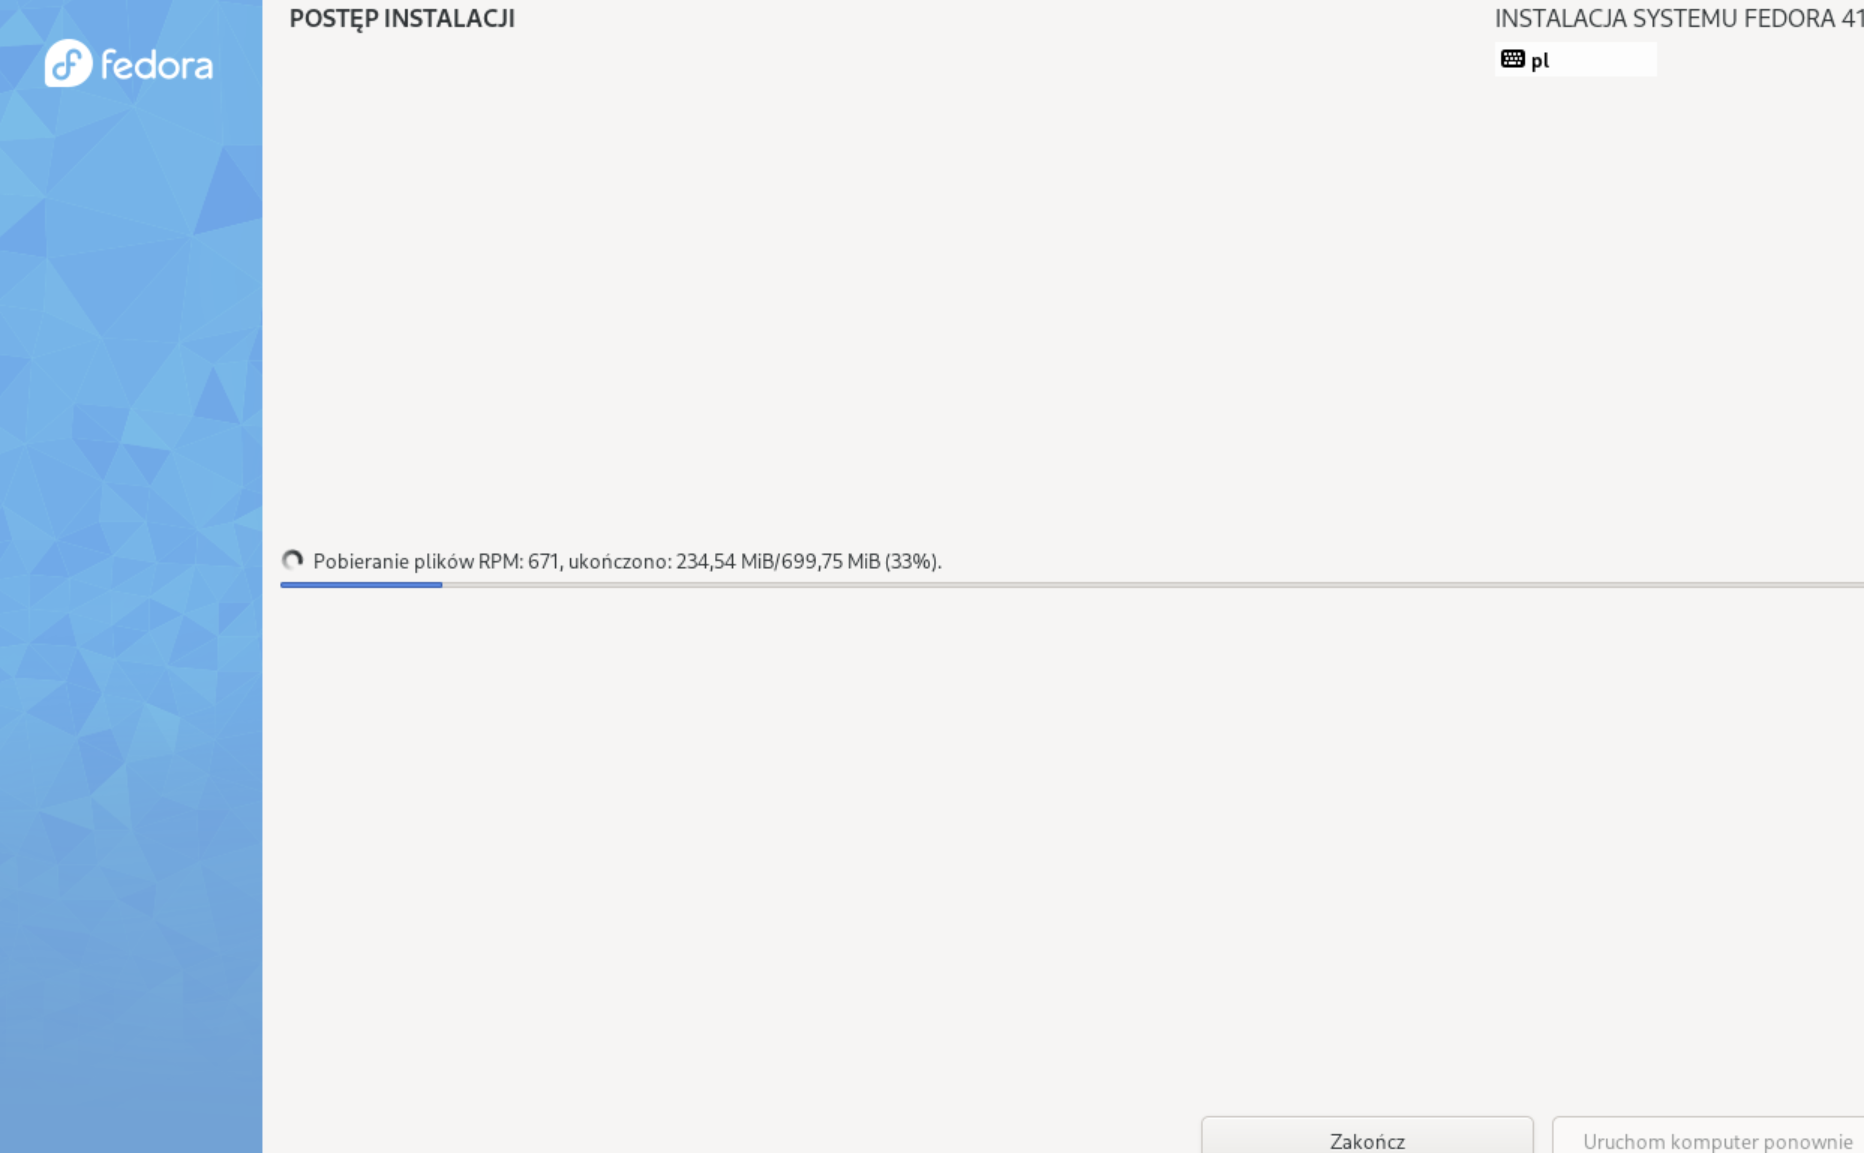 POSTĘP INSTALACJI
INSTALACJA SYSTEMU FEDORA 41
fedora
pl
Pobieranie plików RPM: 671, ukończono: 234,54 MiB/699,75 MiB (33%).
Zakończ
Uruchom komputer ponownie